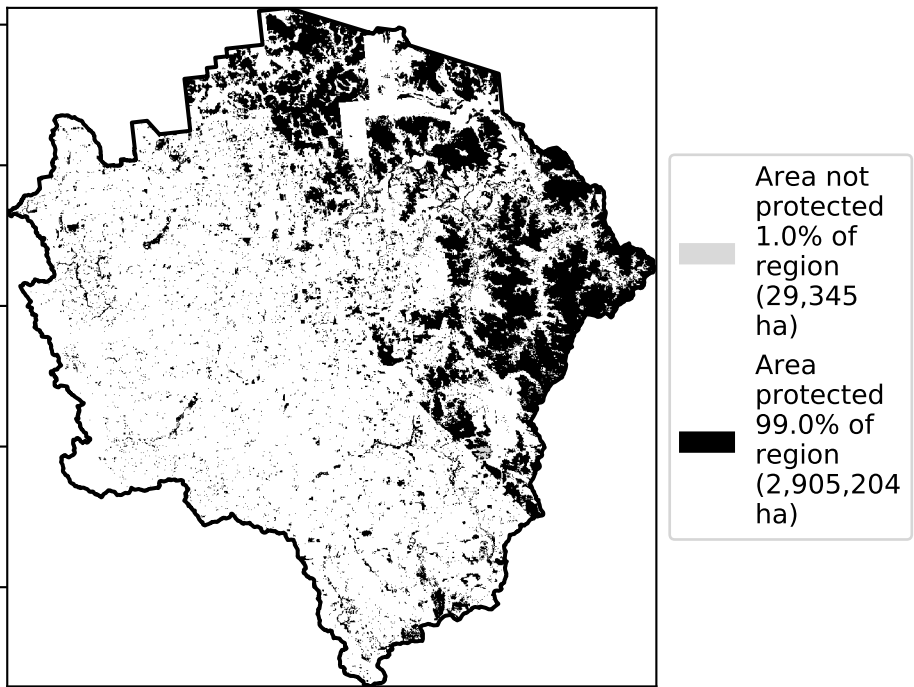 Area not
protected
1.0% of
region
(29,345
ha)
Area
protected
99.0% of
region
(2,905,204
ha)